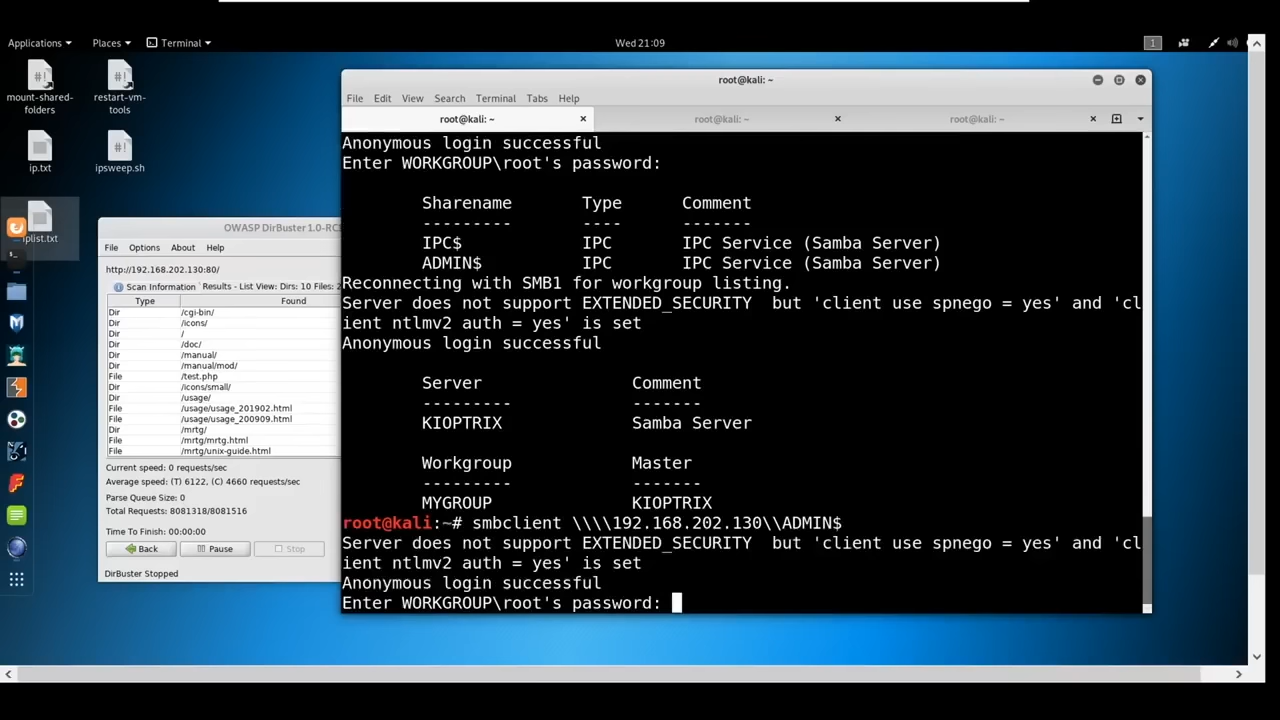 Applications Places Terminal Wed 21:09 1
mount-shared-
folders
restart-vm-
tools
ip.txt
ipsweep.sh
iplist.txt
OWASP DirBuster 1.0-RC
File Options About Help
http://192.168.202.130:80/
Scan Information Results - List View: Dirs: 10 Files:
Type Found
Dir /cgi-bin/
Dir /icons/
Dir /
Dir /doc/
Dir /manual/
Dir /manual/mod/
File /test.php
Dir /icons/small/
Dir /usage/
File /usage/usage_201902.html
File /usage/usage_200909.html
Dir /mrtg/
File /mrtg/mrtg.html
File /mrtg/unix-guide.html
Current speed: 0 requests/sec
Average speed: (T) 6122, (C) 4660 requests/sec
Parse Queue Size: 0
Total Requests: 8081318/8081516
Time To Finish: 00:00:00
Back Pause Stop
DirBuster Stopped
root@kali: ~
File Edit View Search Terminal Tabs Help
root@kali: ~ root@kali: ~ root@kali: ~
Anonymous login successful
Enter WORKGROUP\root's password:
Sharename Type Comment
--------- ---- -------
IPC$ IPC IPC Service (Samba Server)
ADMIN$ IPC IPC Service (Samba Server)
Reconnecting with SMB1 for workgroup listing.
Server does not support EXTENDED_SECURITY but 'client use spnego = yes' and 'cl
ient ntlmv2 auth = yes' is set
Anonymous login successful
Server Comment
--------- -------
KIOPTRIX Samba Server
Workgroup Master
--------- -------
MYGROUP KIOPTRIX
root@kali:~# smbclient \\\\192.168.202.130\\ADMIN$
Server does not support EXTENDED_SECURITY but 'client use spnego = yes' and 'cl
ient ntlmv2 auth = yes' is set
Anonymous login successful
Enter WORKGROUP\root's password: